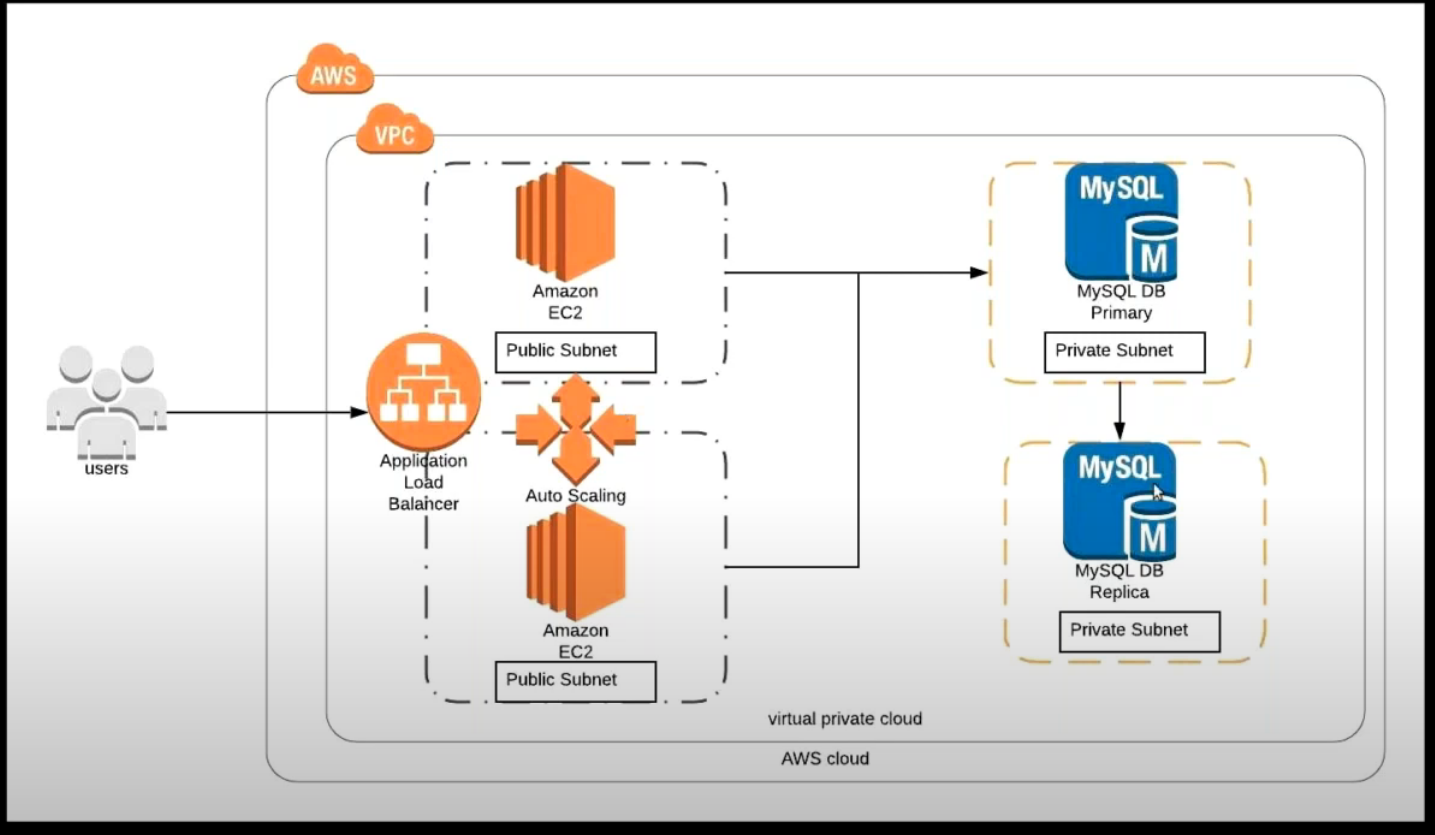 AWS
VPC
Amazon
EC2
Public Subnet
users
Application
Load
Balancer
Auto Scaling
Amazon
EC2
Public Subnet
MySQL
M
MySQL DB
Primary
Private Subnet
MySQL
M
MySQL DB
Replica
Private Subnet
virtual private cloud
AWS cloud